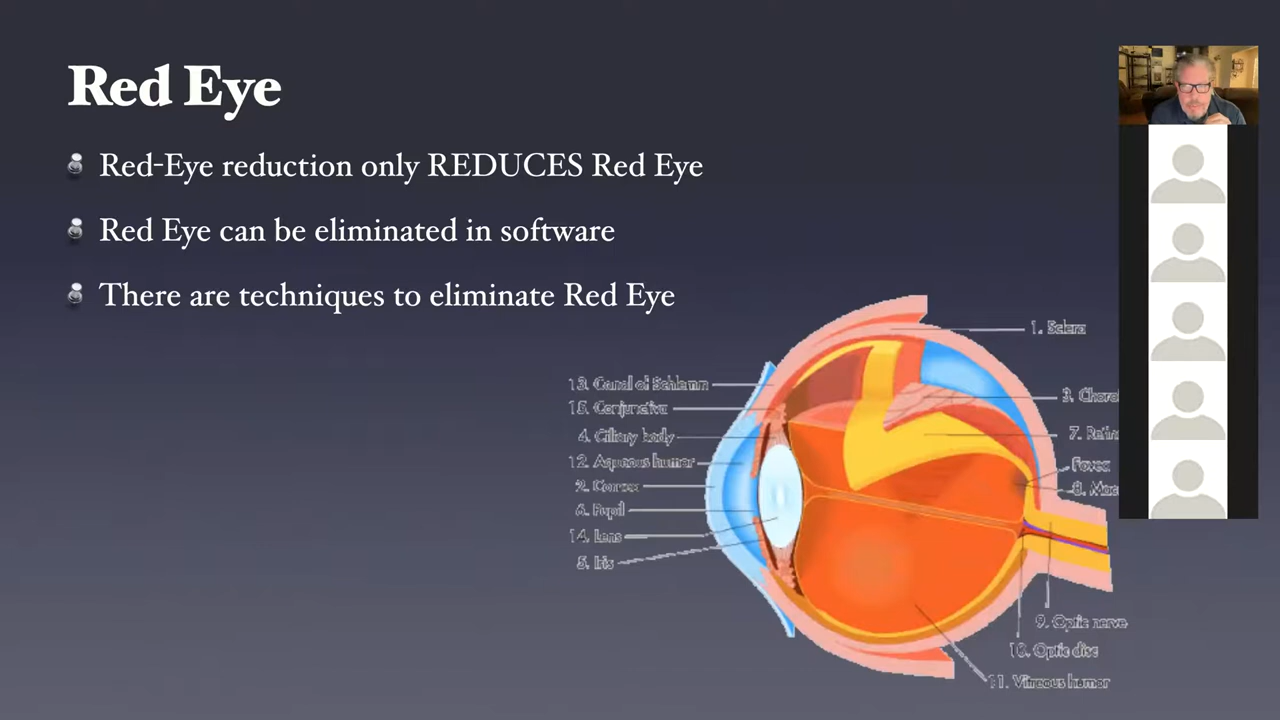 Red Eye
Red-Eye reduction only REDUCES Red Eye
Red Eye can be eliminated in software
There are techniques to eliminate Red Eye
1. Sclera
13. Canal of Schlemm
15. Conjunctiva
3. Choroi
4. Ciliary body
7. Retin
12. Aqueous humor
Fovea
2. Cornea
8. Mac
6. Pupil
14. Lens
5. Iris
9. Optic nerve
10. Optic disc
11. Vitreous humor